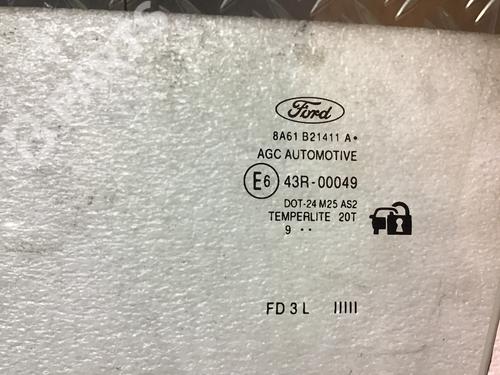 Ford
8A61 B21411 A•
AGC AUTOMOTIVE
E6 43R-00049
DOT-24 M25 AS2
TEMPERLITE 20T
9 ••
FD 3 L IIIII